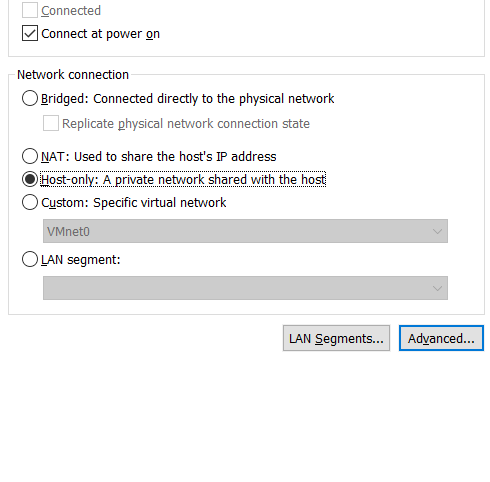 Connected
Connect at power on
Network connection
Bridged: Connected directly to the physical network
Replicate physical network connection state
NAT: Used to share the host's IP address
Host-only: A private network shared with the host
Custom: Specific virtual network
VMnet0
LAN segment:
LAN Segments... Advanced...